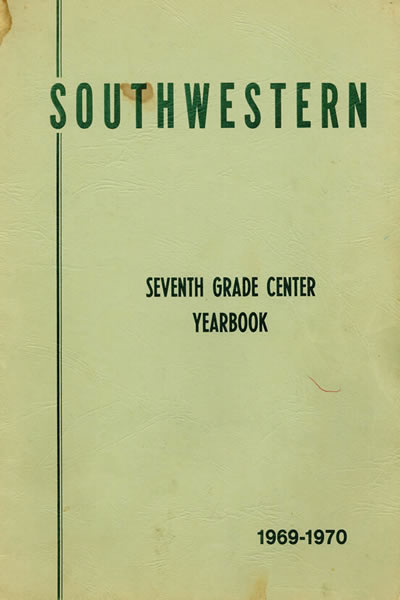 SOUTHWESTERN
SEVENTH GRADE CENTER
YEARBOOK
1969-1970